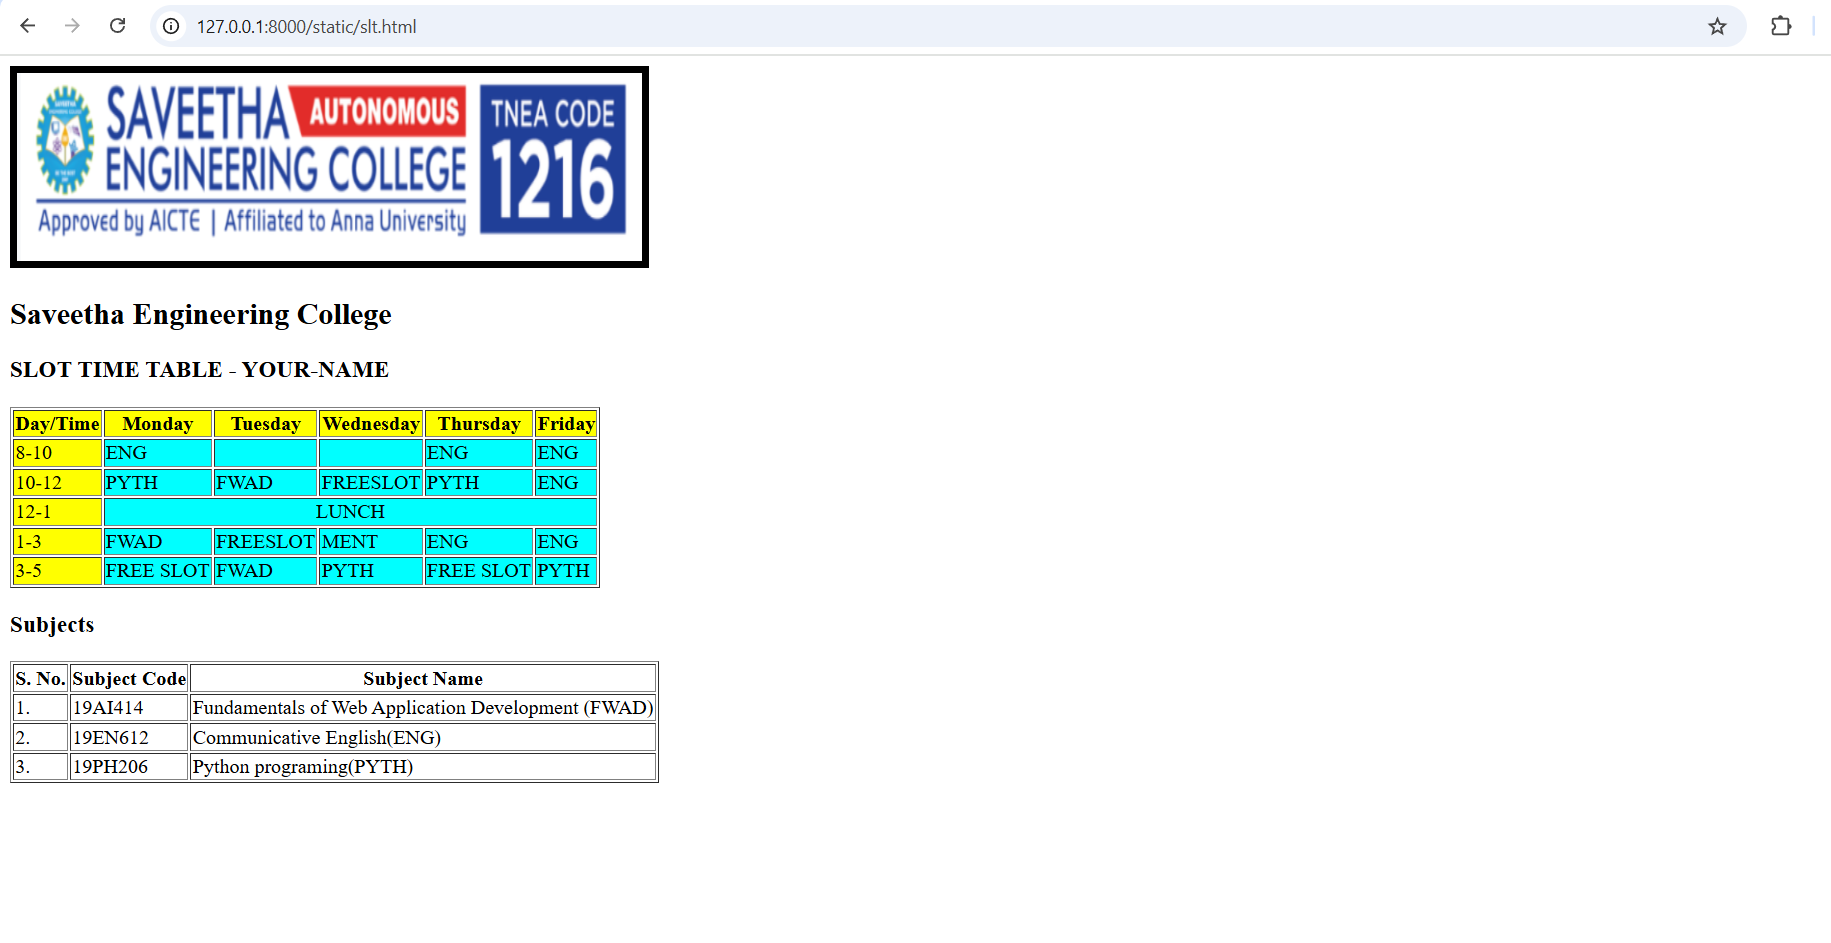 127.0.0.1:8000/static/slt.html
SAVEETHA AUTONOMOUS
ENGINEERING COLLEGE
Approved by AICTE | Affiliated to Anna University
TNEA CODE
1216
Saveetha Engineering College
SLOT TIME TABLE - YOUR-NAME
Day/Time Monday Tuesday Wednesday Thursday Friday
8-10 ENG ENG ENG
10-12 PYTH FWAD FREESLOT PYTH ENG
12-1 LUNCH
1-3 FWAD FREESLOT MENT ENG ENG
3-5 FREE SLOT FWAD PYTH FREE SLOT PYTH
Subjects
S. No. Subject Code Subject Name
1. 19AI414 Fundamentals of Web Application Development (FWAD)
2. 19EN612 Communicative English(ENG)
3. 19PH206 Python programing(PYTH)